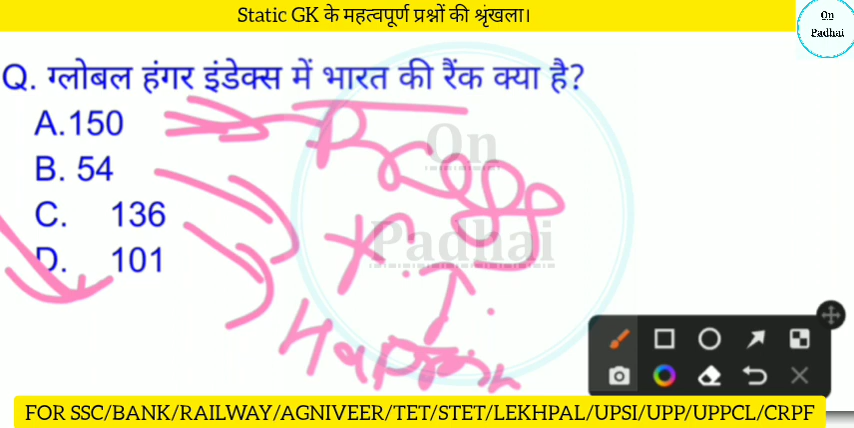 Static GK के महत्वपूर्ण प्रश्नों की श्रृंखला।
On
Padhai
Q. ग्लोबल हंगर इंडेक्स में भारत की रैंक क्या है?
A.150
B. 54
C. 136
D. 101
On
Padhai
FOR SSC/BANK/RAILWAY/AGNIVEER/TET/STET/LEKHPAL/UPSI/UPP/UPPCL/CRPF